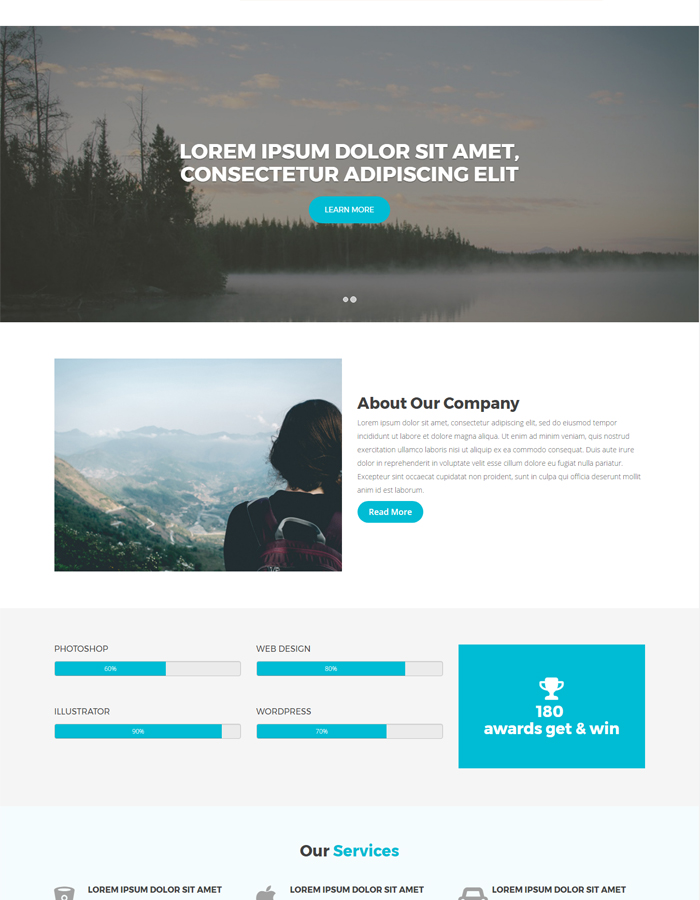 LOREM IPSUM DOLOR SIT AMET,
CONSECTETUR ADIPISCING ELIT
LEARN MORE
About Our Company
Lorem ipsum dolor sit amet, consectetur adipiscing elit, sed do eiusmod tempor
incididunt ut labore et dolore magna aliqua. Ut enim ad minim veniam, quis nostrud
exercitation ullamco laboris nisi ut aliquip ex ea commodo consequat. Duis aute irure
dolor in reprehenderit in voluptate velit esse cillum dolore eu fugiat nulla pariatur.
Excepteur sint occaecat cupidatat non proident, sunt in culpa qui officia deserunt mollit
anim id est laborum.
Read More
PHOTOSHOP
60%
WEB DESIGN
80%
ILLUSTRATOR
90%
WORDPRESS
70%
180
awards get & win
Our Services
LOREM IPSUM DOLOR SIT AMET
LOREM IPSUM DOLOR SIT AMET
LOREM IPSUM DOLOR SIT AMET